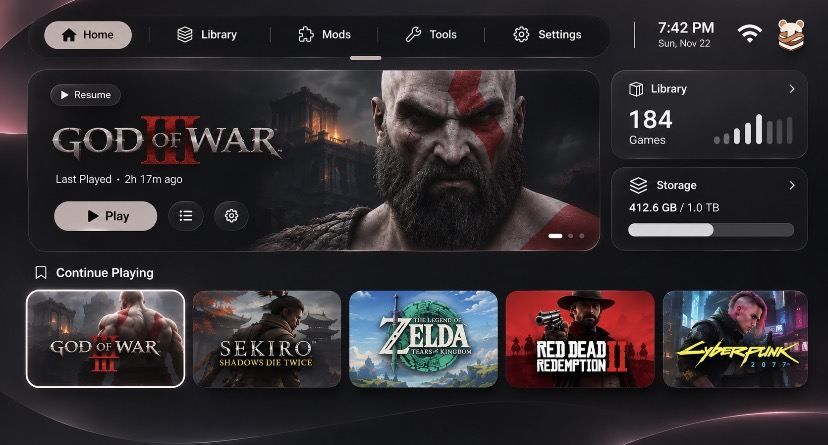 Home
Library
Mods
Tools
Settings
7:42 PM
Sun, Nov 22
Resume
GOD OF WAR
III
Last Played • 2h 17m ago
Play
Library
184
Games
Storage
412.6 GB / 1.0 TB
Continue Playing
GOD OF WAR
III
SEKIRO™
SHADOWS DIE TWICE
THE LEGEND OF
ZELDA
TEARS OF THE KINGDOM
RED DEAD
REDEMPTION II
CYBERPUNK
2077